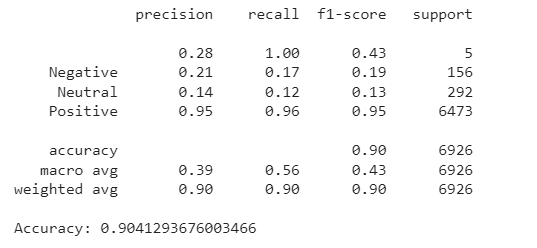 precision recall f1-score support
0.28 1.00 0.43 5
Negative 0.21 0.17 0.19 156
Neutral 0.14 0.12 0.13 292
Positive 0.95 0.96 0.95 6473
accuracy 0.90 6926
macro avg 0.39 0.56 0.43 6926
weighted avg 0.90 0.90 0.90 6926
Accuracy: 0.9041293676003466